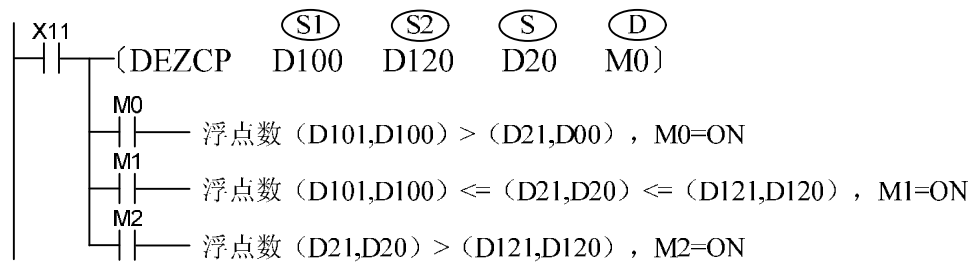 S1 S2 S D
X11
〔DEZCP D100 D120 D20 M0〕
M0
浮点数（D101,D100）>（D21,D00），M0=ON
M1
浮点数（D101,D100）<=（D21,D20）<=（D121,D120），M1=ON
M2
浮点数（D21,D20）>（D121,D120），M2=ON